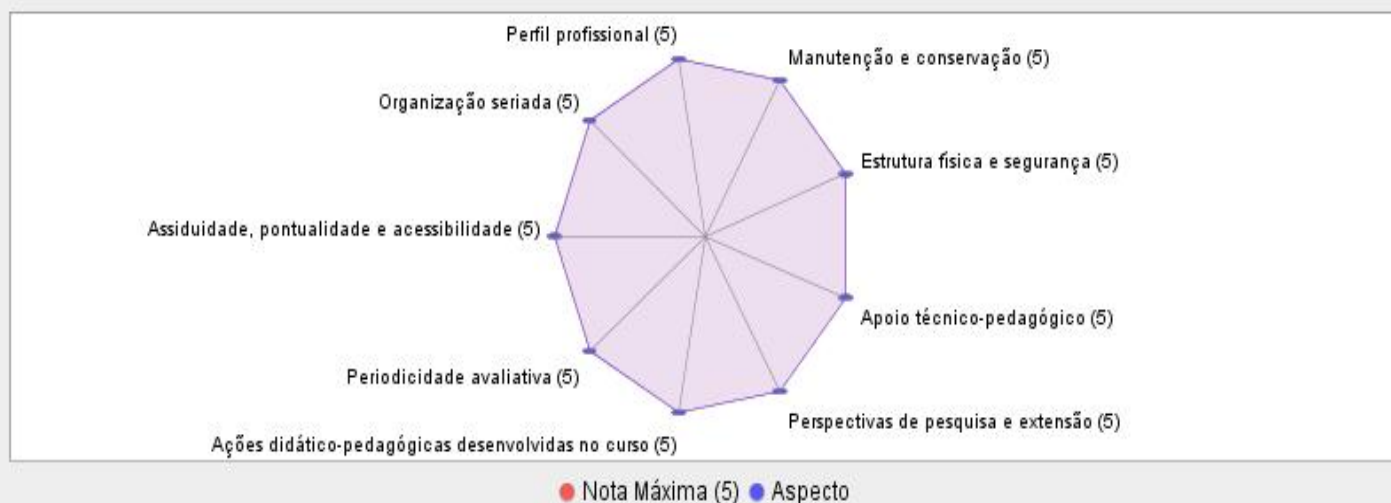 Perfil profissional (5)
Manutenção e conservação (5)
Organização seriada (5)
Estrutura física e segurança (5)
Assiduidade, pontualidade e acessibilidade (5)
Apoio técnico-pedagógico (5)
Periodicidade avaliativa (5)
Perspectivas de pesquisa e extensão (5)
Ações didático-pedagógicas desenvolvidas no curso (5)
Nota Máxima (5) Aspecto